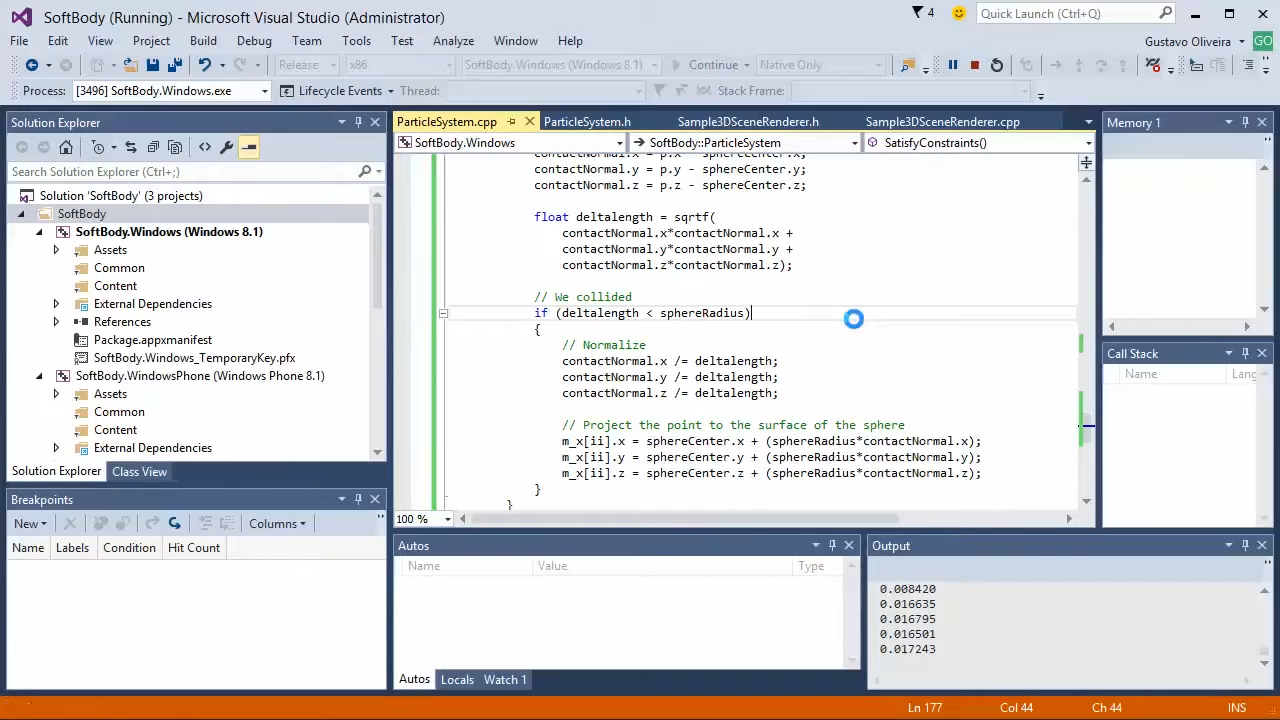 SoftBody (Running) - Microsoft Visual Studio (Administrator)
4
Quick Launch (Ctrl+Q)
File Edit View Project Build Debug Team Tools Test Analyze Window Help
Gustavo Oliveira GO
Release x86 SoftBody.Windows (Windows 8.1) Continue Native Only
Process: [3496] SoftBody.Windows.exe Lifecycle Events Thread: Stack Frame:
Solution Explorer
Search Solution Explorer (Ctrl+;)
Solution 'SoftBody' (3 projects)
SoftBody
SoftBody.Windows (Windows 8.1)
Assets
Common
Content
External Dependencies
References
Package.appxmanifest
SoftBody.Windows_TemporaryKey.pfx
SoftBody.WindowsPhone (Windows Phone 8.1)
Assets
Common
Content
External Dependencies
Solution Explorer Class View
Breakpoints
New Columns
Name Labels Condition Hit Count
ParticleSystem.cpp ParticleSystem.h Sample3DSceneRenderer.h Sample3DSceneRenderer.cpp
SoftBody.Windows SoftBody::ParticleSystem SatisfyConstraints()
contactNormal.x = p.x - sphereCenter.x;
contactNormal.y = p.y - sphereCenter.y;
contactNormal.z = p.z - sphereCenter.z;
float deltalength = sqrtf(
contactNormal.x*contactNormal.x +
contactNormal.y*contactNormal.y +
contactNormal.z*contactNormal.z);
// We collided
if (deltalength < sphereRadius)
{
// Normalize
contactNormal.x /= deltalength;
contactNormal.y /= deltalength;
contactNormal.z /= deltalength;
// Project the point to the surface of the sphere
m_x[ii].x = sphereCenter.x + (sphereRadius*contactNormal.x);
m_x[ii].y = sphereCenter.y + (sphereRadius*contactNormal.y);
m_x[ii].z = sphereCenter.z + (sphereRadius*contactNormal.z);
}
}
100 %
Autos
Name Value Type
Autos Locals Watch 1
Memory 1
Call Stack
Name Lang
Output
0.008420
0.016635
0.016795
0.016501
0.017243
Ln 177 Col 44 Ch 44 INS